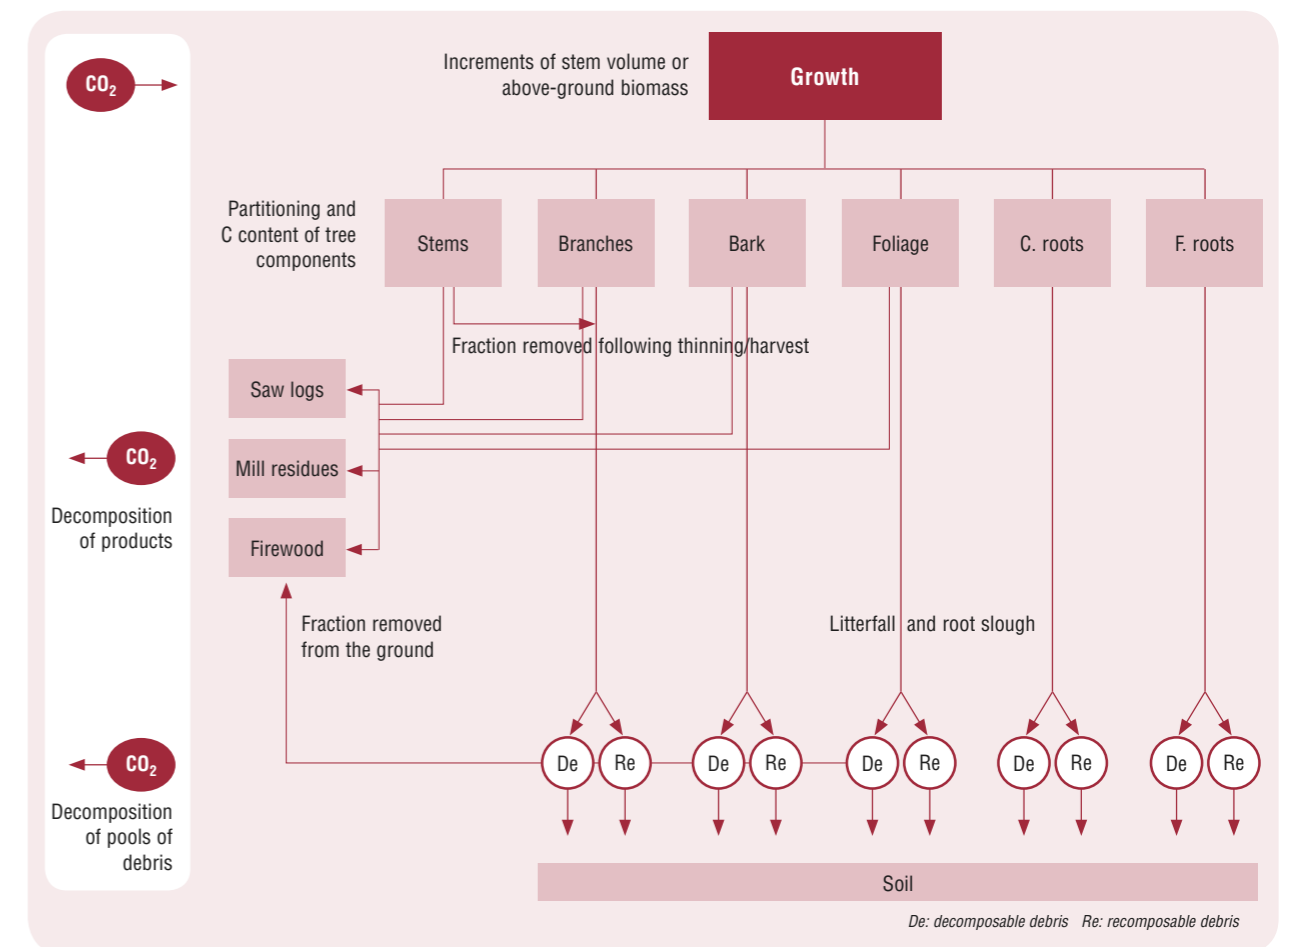 CO2
Increments of stem volume or
above-ground biomass
Growth
Partitioning and
C content of tree
components
Stems
Branches
Bark
Foliage
C. roots
F. roots
Fraction removed following thinning/harvest
Saw logs
CO2
Mill residues
Decomposition
of products
Firewood
Fraction removed
from the ground
Litterfall and root slough
CO2
De
Re
De
Re
De
Re
De
Re
De
Re
Decomposition
of pools of
debris
Soil
De: decomposable debris Re: recomposable debris